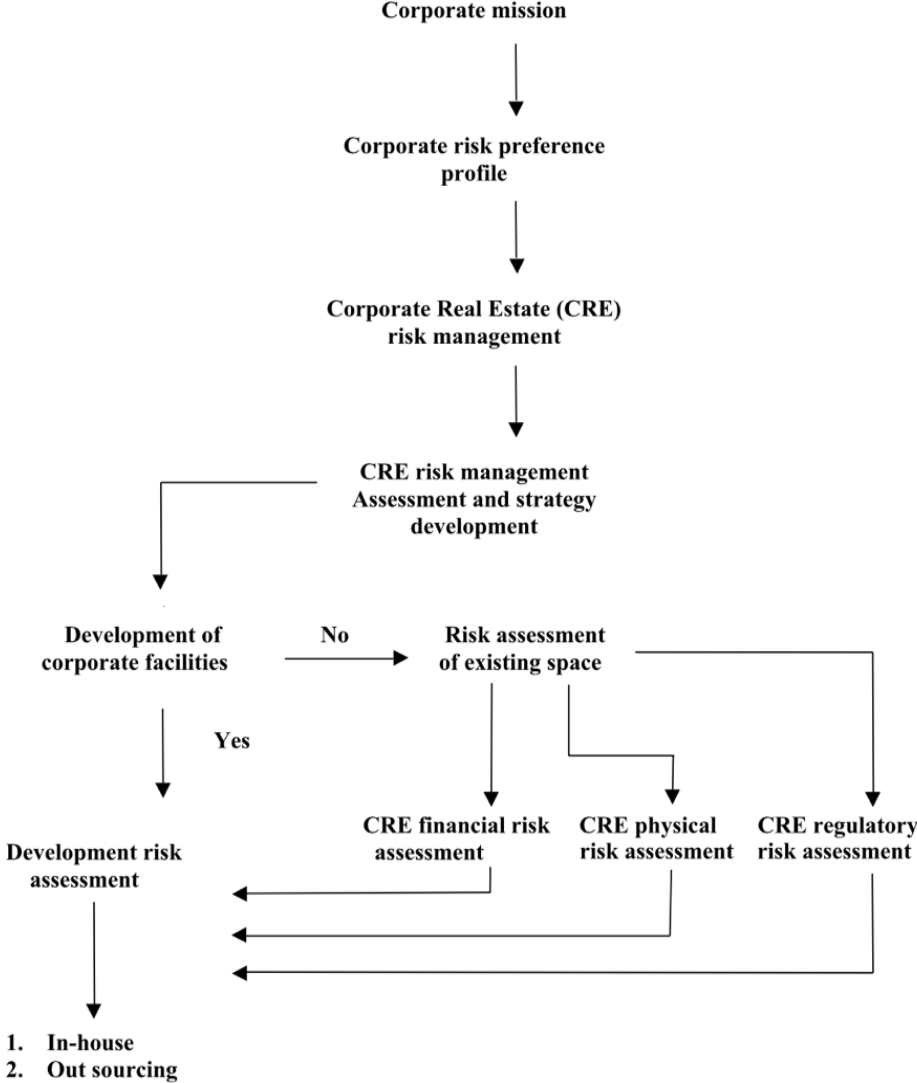 Corporate mission
Corporate risk preference
profile
Corporate Real Estate (CRE)
risk management
CRE risk management
Assessment and strategy
development
Development of
corporate facilities
No
Risk assessment
of existing space
Yes
CRE financial risk
assessment
CRE physical
risk assessment
CRE regulatory
risk assessment
Development risk
assessment
1. In-house
2. Out sourcing